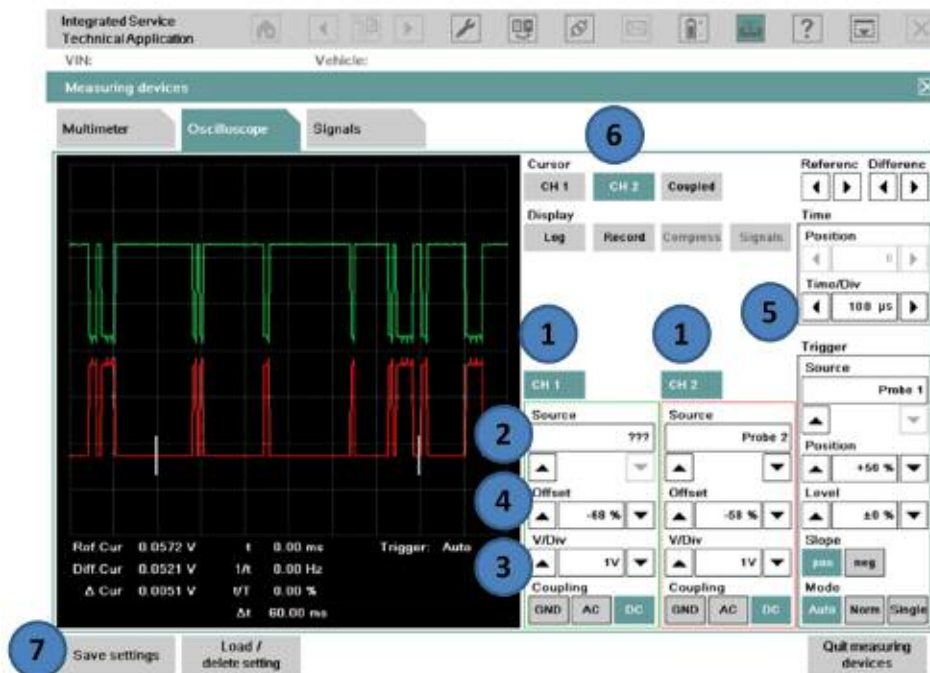 Integrated Service
Technical Application
?
VIN: Vehicle:
Measuring devices
Multimeter Oscilloscope Signals
6
Cursor
CH 1 CH 2 Coupled
Referenc Differenc
Display
Log Record Compress Signals
Time
Position
0
Time/Div
5
100 µs
1 1
CH 1 CH 2
Trigger
Source
Probe 1
2
Source
???
Source
Probe 2
Position
+50 %
4
Offset
-68 %
Offset
-58 %
Level
±0 %
3
V/Div
1V
V/Div
1V
Slope
pos neg
Coupling
GND AC DC
Coupling
GND AC DC
Mode
Auto Norm Single
Ref Cur 0.0572 V t 0.00 ms Trigger: Auto
Diff.Cur 0.0521 V 1/t 0.00 Hz
Δ Cur 0.0051 V t/T 0.00 %
Δt 60.00 ms
7
Save settings
Load /
delete setting
Quit measuring
devices